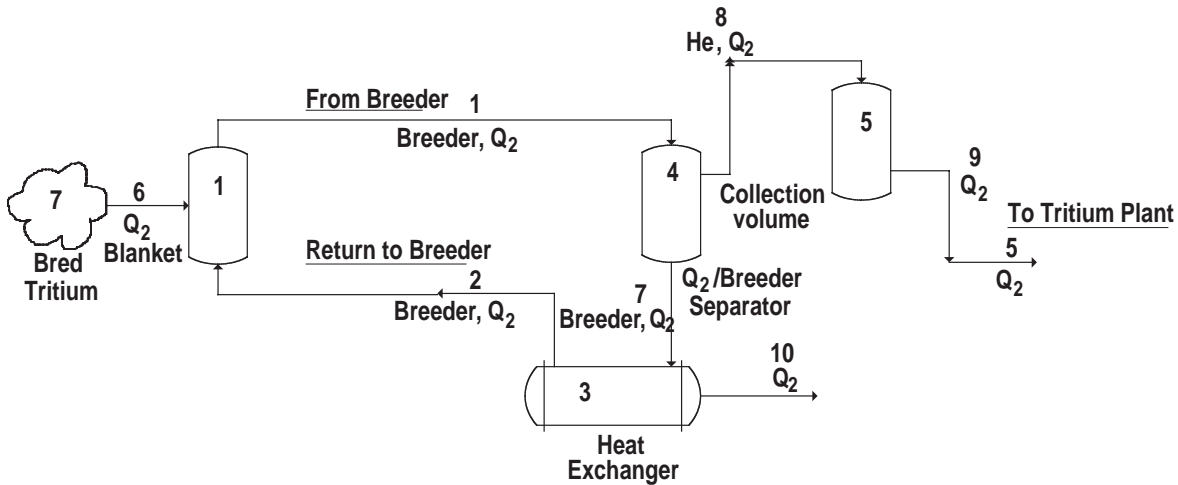 8
He, Q2
From Breeder
1
Breeder, Q2
5
7
6
1
4
9
Q2
Q2
Blanket
Collection
volume
To Tritium Plant
Bred
Tritium
Return to Breeder
5
Q2
2
Breeder, Q2
7
Breeder, Q2
Q2 /Breeder
Separator
10
Q2
3
Heat
Exchanger